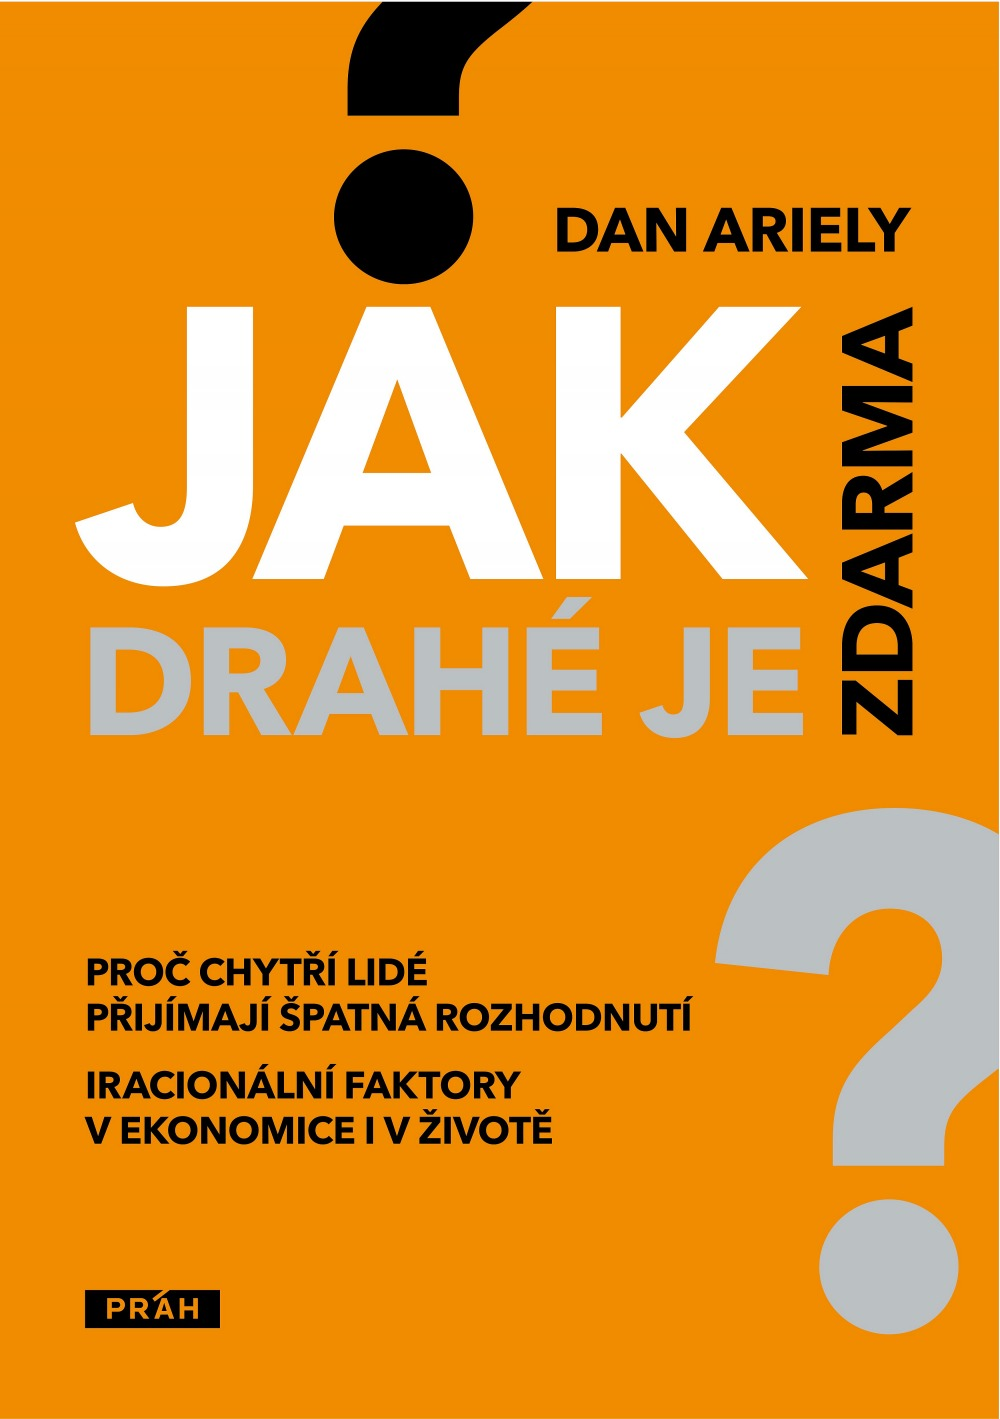 DAN ARIELY
JAK
DRAHÉ JE
ZDARMA
?
PROČ CHYTŘÍ LIDÉ
PŘIJÍMAJÍ ŠPATNÁ ROZHODNUTÍ
IRACIONÁLNÍ FAKTORY
V EKONOMICE I V ŽIVOTĚ
PRÁH